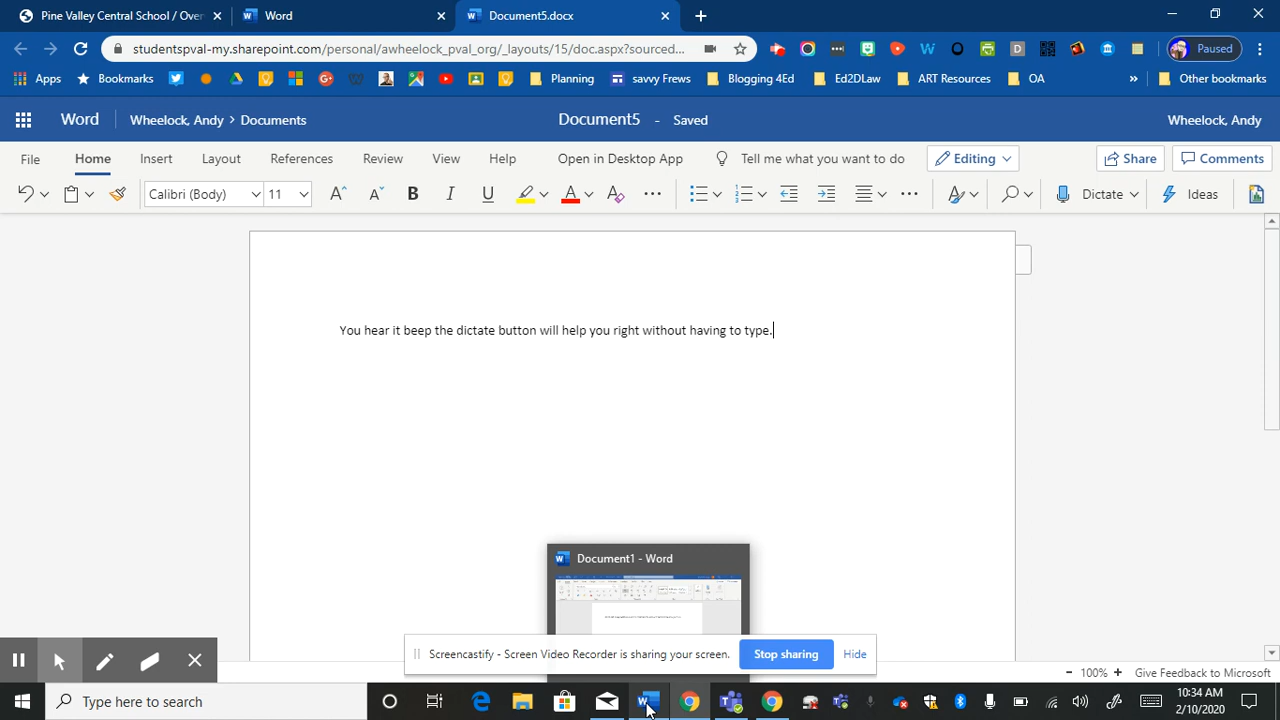 Pine Valley Central School / Over
Word
Document5.docx
studentspval-my.sharepoint.com/personal/awheelock_pval_org/_layouts/15/doc.aspx?sourced...
Paused
Apps
Bookmarks
Planning
savvy Frews
Blogging 4Ed
Ed2DLaw
ART Resources
OA
Other bookmarks
Word
Wheelock, Andy > Documents
Document5 - Saved
Wheelock, Andy
File Home Insert Layout References Review View Help Open in Desktop App Tell me what you want to do Editing Share Comments
Calibri (Body) 11 B I U A Dictate Ideas
You hear it beep the dictate button will help you right without having to type.
Document1 - Word
Screencastify - Screen Video Recorder is sharing your screen. Stop sharing Hide
100% Give Feedback to Microsoft
Type here to search
10:34 AM
2/10/2020